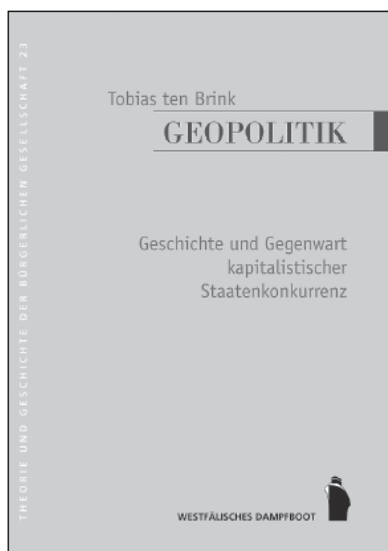 Tobias ten Brink
GEOPOLITIK
Geschichte und Gegenwart
kapitalistischer
Staatenkonkurrenz
THEORIE UND GESCHICHTE DER BÜRGERLICHEN GESELLSCHAFT 23
WESTFÄLISCHES DAMPFBOOT